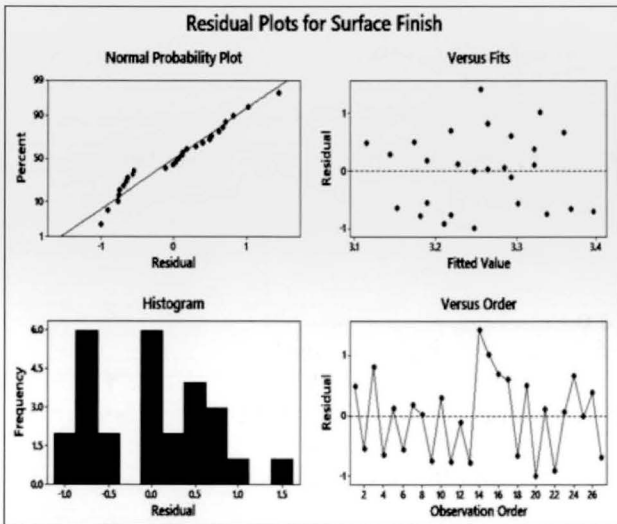 Residual Plots for Surface Finish
Normal Probability Plot
Versus Fits
Percent
99
90
50
10
1
-1
0
1
Residual
Residual
1
0
-1
3.1
3.2
3.3
3.4
Fitted Value
Histogram
Versus Order
Frequency
6.0
4.5
3.0
1.5
0.0
-1.0
-0.5
0.0
0.5
1.0
1.5
Residual
Residual
1
0
-1
2 4 6 8 10 12 14 16 18 20 22 24 26
Observation Order